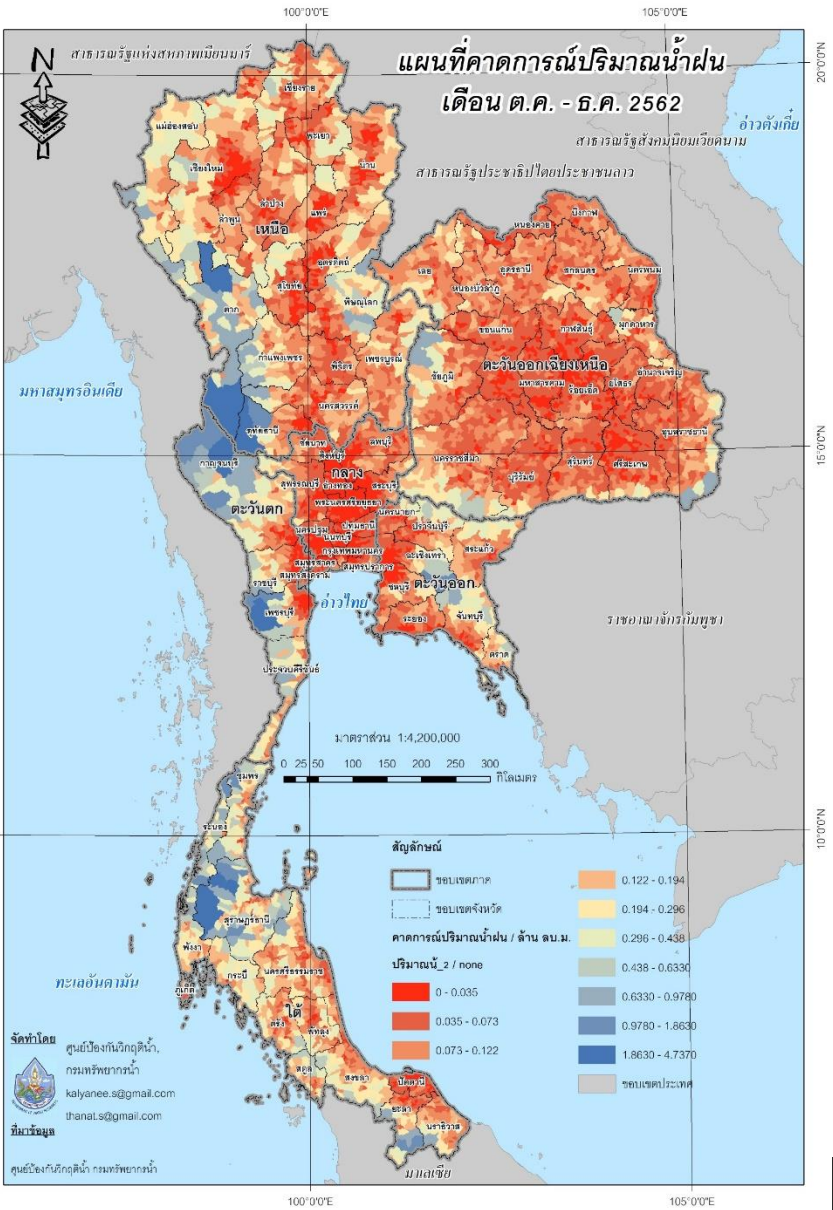 100°0'0"E
105°0'0"E
แผนที่คาดการณ์ปริมาณน้ำฝน
เดือน ต.ค. - ธ.ค. 2562
N
สาธารณรัฐแห่งสหภาพเมียนมาร์
20°0'0"N
อ่าวตังเกี๋ย
สาธารณรัฐสังคมนิยมเวียดนาม
สาธารณรัฐประชาธิปไตยประชาชนลาว
เชียงราย
แม่ฮ่องสอน
พะเยา
เชียงใหม่
น่าน
ลำปาง
ลำพูน
แพร่
เหนือ
อุตรดิตถ์
สุโขทัย
ตาก
พิษณุโลก
กำแพงเพชร
พิจิตร
เพชรบูรณ์
นครสวรรค์
อุทัยธานี
บึงกาฬ
หนองคาย
เลย
อุดรธานี
สกลนคร
นครพนม
หนองบัวลำภู
มุกดาหาร
ขอนแก่น
กาฬสินธุ์
ตะวันออกเฉียงเหนือ
ชัยภูมิ
มหาสารคาม
ร้อยเอ็ด
ยโสธร
อำนาจเจริญ
อุบลราชธานี
นครราชสีมา
บุรีรัมย์
สุรินทร์
ศรีสะเกษ
มหาสมุทรอินเดีย
15°0'0"N
ชัยนาท
ลพบุรี
สิงห์บุรี
กลาง
กาญจนบุรี
สุพรรณบุรี
อ่างทอง
สระบุรี
ตะวันตก
พระนครศรีอยุธยา
นครนายก
ปราจีนบุรี
ปทุมธานี
นครปฐม
นนทบุรี
สระแก้ว
กรุงเทพมหานคร
ฉะเชิงเทรา
สมุทรสาคร
สมุทรปราการ
สมุทรสงคราม
ตะวันออก
ราชบุรี
ชลบุรี
อ่าวไทย
เพชรบุรี
ระยอง
จันทบุรี
ราชอาณาจักรกัมพูชา
ตราด
ประจวบคีรีขันธ์
มาตราส่วน 1:4,200,000
0 25 50 100 150 200 250 300
กิโลเมตร
ชุมพร
ระนอง
10°0'0"N
สุราษฎร์ธานี
พังงา
กระบี่
นครศรีธรรมราช
ภูเก็ต
ใต้
ตรัง
พัทลุง
สตูล
สงขลา
ปัตตานี
ยะลา
นราธิวาส
มาเลเซีย
ทะเลอันดามัน
สัญลักษณ์
ขอบเขตภาค
ขอบเขตจังหวัด
คาดการณ์ปริมาณน้ำฝน / ล้าน ลบ.ม.
ปริมาณน้_2 / none
0 - 0.035
0.035 - 0.073
0.073 - 0.122
0.122 - 0.194
0.194 - 0.296
0.296 - 0.438
0.438 - 0.6330
0.6330 - 0.9780
0.9780 - 1.8630
1.8630 - 4.7370
ขอบเขตประเทศ
จัดทำโดย
ศูนย์ป้องกันวิกฤติน้ำ,
กรมทรัพยากรน้ำ
kalyanee.s@gmail.com
thanat.s@gmail.com
ที่มาข้อมูล
ศูนย์ป้องกันวิกฤติน้ำ กรมทรัพยากรน้ำ
100°0'0"E
105°0'0"E